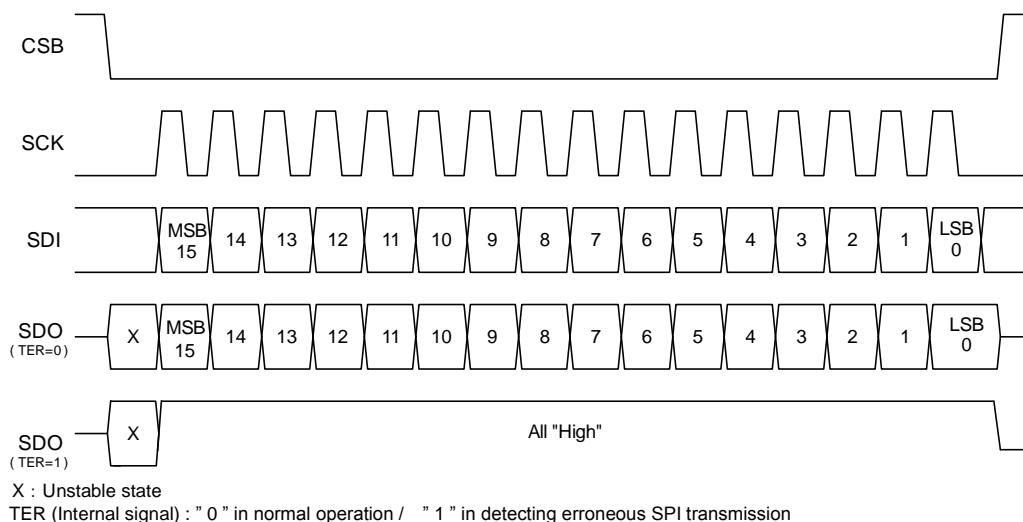 CSB
SCK
SDI
MSB 15 14 13 12 11 10 9 8 7 6 5 4 3 2 1 LSB 0
SDO
( TER=0)
X MSB 15 14 13 12 11 10 9 8 7 6 5 4 3 2 1 LSB 0
SDO
( TER=1)
X All "High"
X : Unstable state
TER (Internal signal) : ” 0 ” in normal operation / ” 1 ” in detecting erroneous SPI transmission